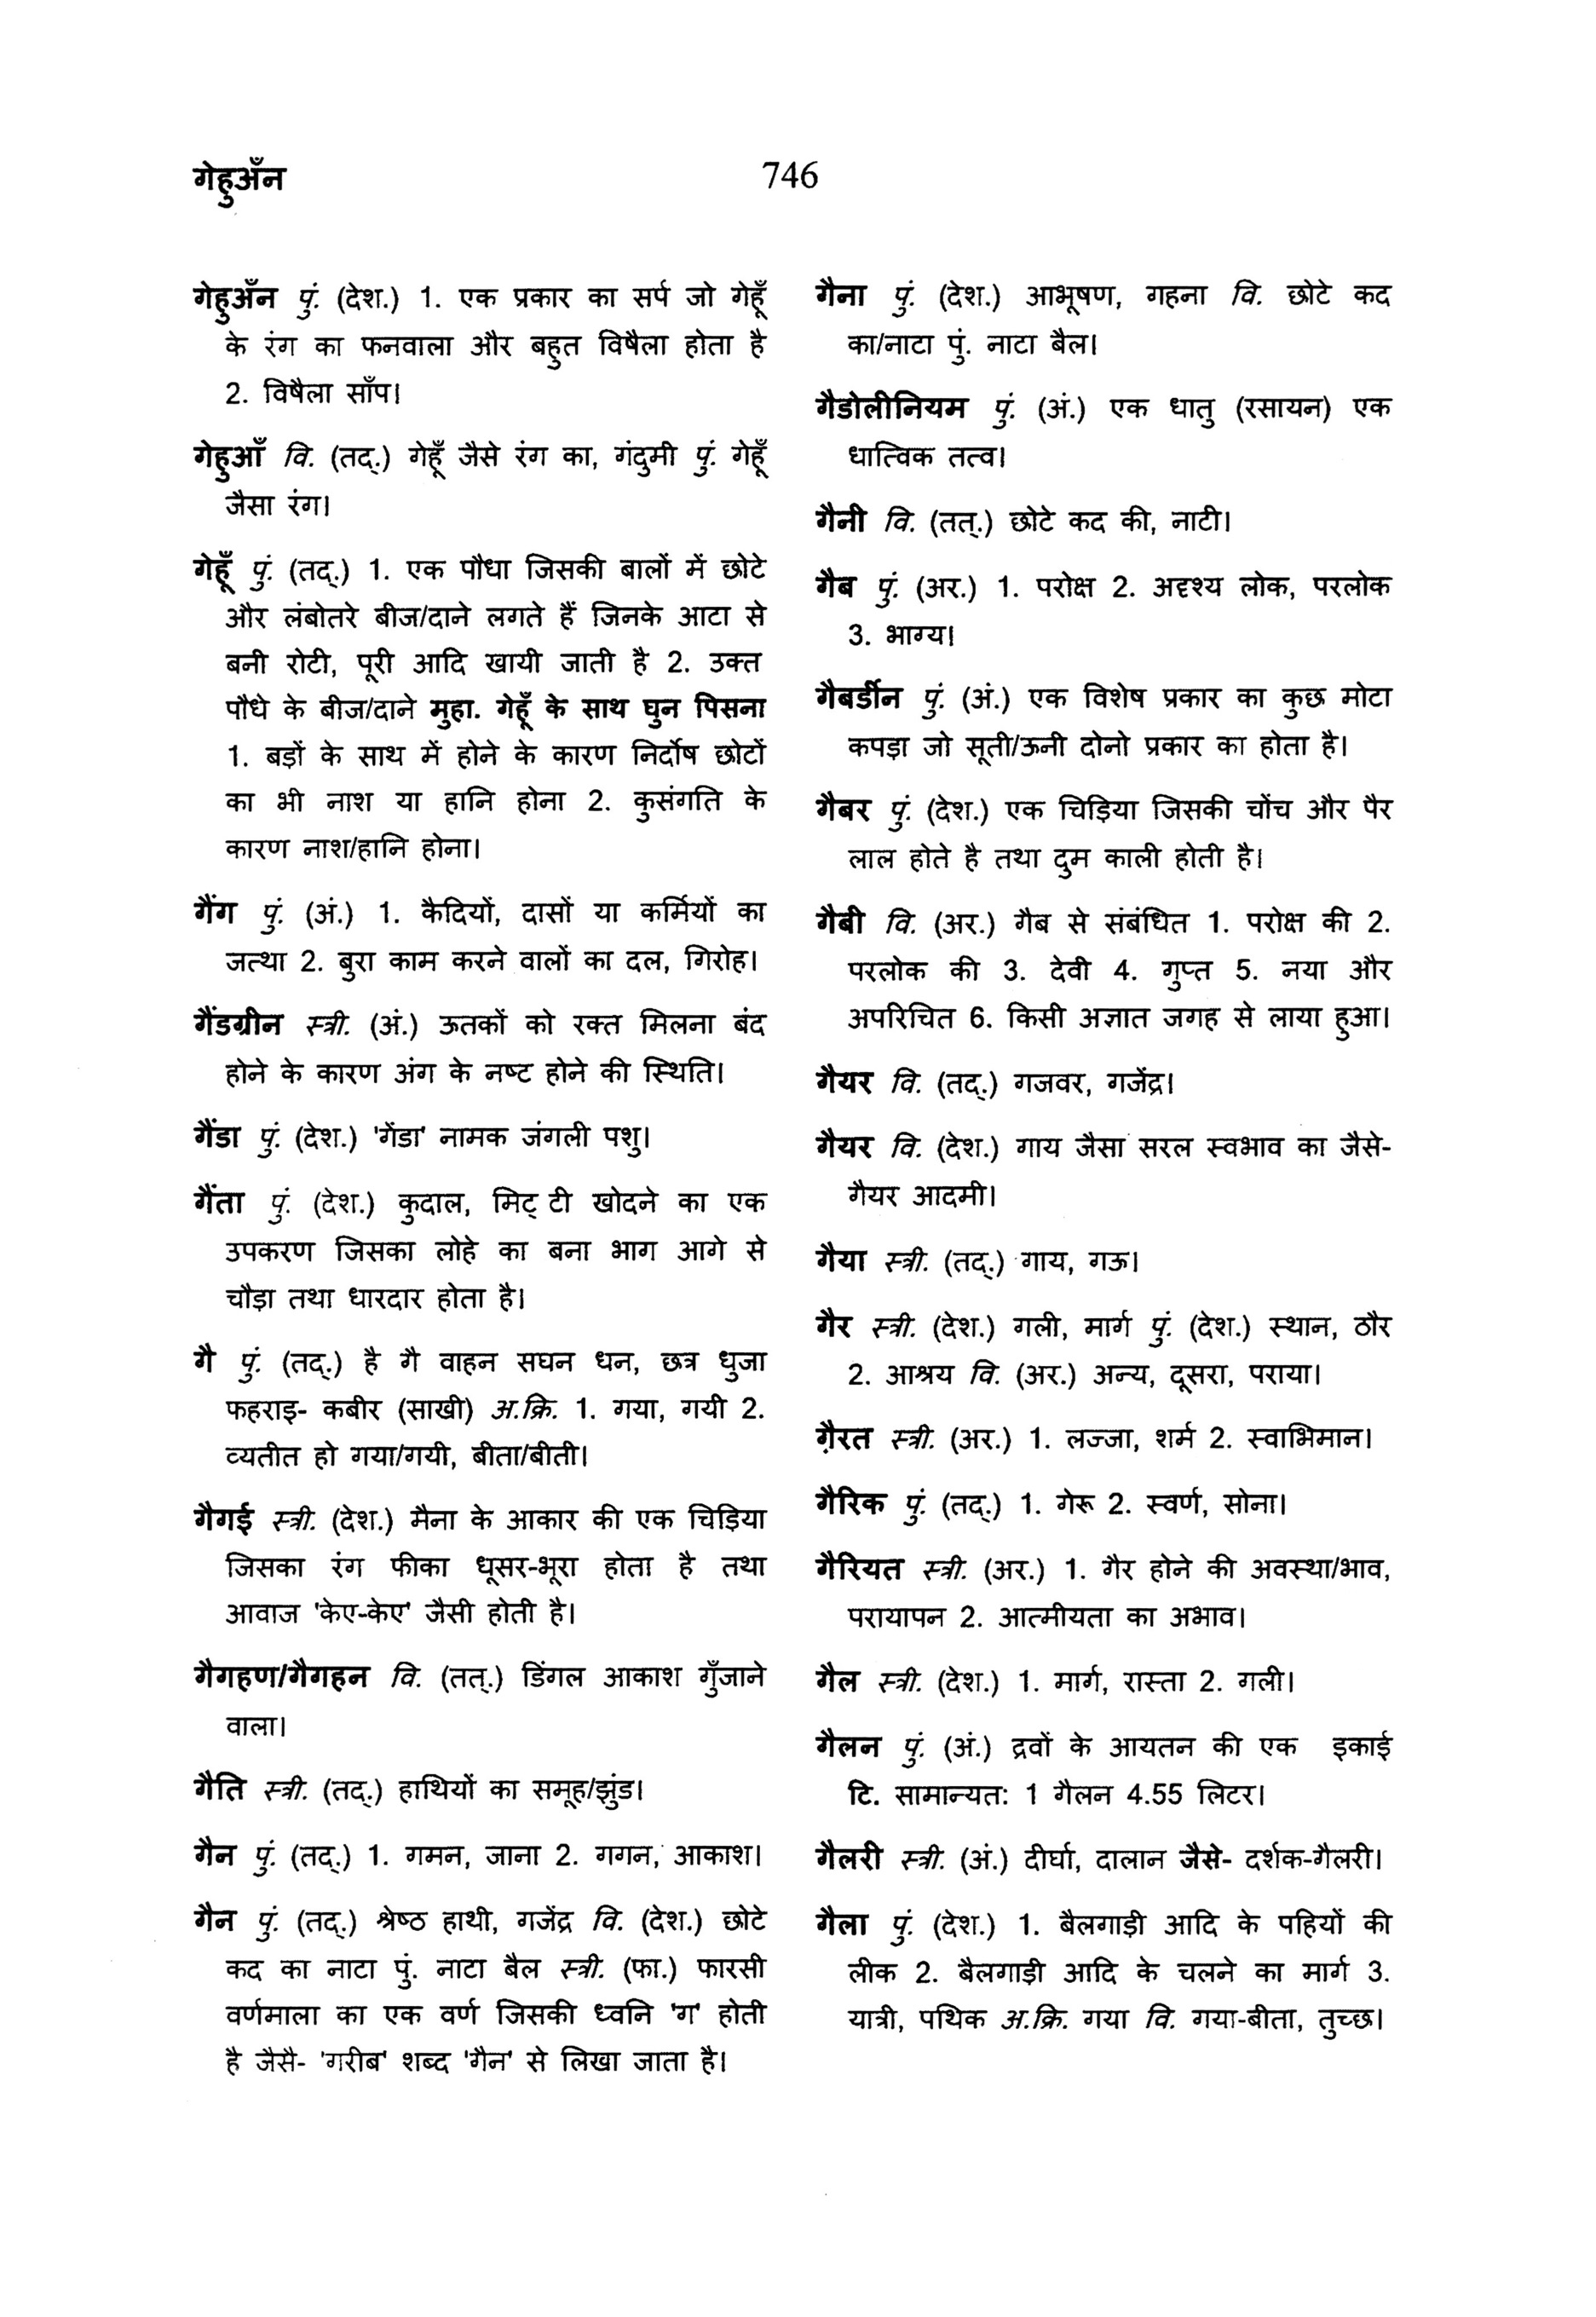 गेहुअँन
746
गेहुअँन पुं. (देश.) 1. एक प्रकार का सर्प जो गेहूँ
के रंग का फनवाला और बहुत विषैला होता है
2. विषैला साँप।
गेहुआँ वि. (तद्.) गेहूँ जैसे रंग का, गंदुमी पुं. गेहूँ
जैसा रंग।
गेहूँ पुं. (तद्.) 1. एक पौधा जिसकी बालों में छोटे
और लंबोतरे बीज/दाने लगते हैं जिनके आटा से
बनी रोटी, पूरी आदि खायी जाती है 2. उक्त
पौधे के बीज/दाने मुहा. गेहूँ के साथ घुन पिसना
1. बड़ों के साथ में होने के कारण निर्दोष छोटों
का भी नाश या हानि होना 2. कुसंगति के
कारण नाश/हानि होना।
गैंग पुं. (अं.) 1. कैदियों, दासों या कर्मियों का
जत्था 2. बुरा काम करने वालों का दल, गिरोह।
गैंडग्रीन स्त्री. (अं.) ऊतकों को रक्त मिलना बंद
होने के कारण अंग के नष्ट होने की स्थिति।
गैंडा पुं. (देश.) 'गेंडा' नामक जंगली पशु।
गैंता पुं. (देश.) कुदाल, मिट् टी खोदने का एक
उपकरण जिसका लोहे का बना भाग आगे से
चौड़ा तथा धारदार होता है।
गै पुं. (तद्.) है गै वाहन सघन धन, छत्र धुजा
फहराइ- कबीर (साखी) अ.क्रि. 1. गया, गयी 2.
व्यतीत हो गया/गयी, बीता/बीती।
गैगई स्त्री. (देश.) मैना के आकार की एक चिड़िया
जिसका रंग फीका धूसर-भूरा होता है तथा
आवाज 'केए-केए' जैसी होती है।
गैगहण/गैगहन वि. (तत्.) डिंगल आकाश गुँजाने
वाला।
गैति स्त्री. (तद्.) हाथियों का समूह/झुंड।
गैन पुं. (तद्.) 1. गमन, जाना 2. गगन, आकाश।
गैन पुं. (तद्.) श्रेष्ठ हाथी, गजेंद्र वि. (देश.) छोटे
कद का नाटा पुं. नाटा बैल स्त्री. (फा.) फारसी
वर्णमाला का एक वर्ण जिसकी ध्वनि 'ग' होती
है जैसै- 'गरीब' शब्द 'गैन' से लिखा जाता है।
गैना पुं. (देश.) आभूषण, गहना वि. छोटे कद
का/नाटा पुं. नाटा बैल।
गैडोलीनियम पुं. (अं.) एक धातु (रसायन) एक
धात्विक तत्व।
गैनी वि. (तत्.) छोटे कद की, नाटी।
गैब पुं. (अर.) 1. परोक्ष 2. अदृश्य लोक, परलोक
3. भाग्य।
गैबर्डीन पुं. (अं.) एक विशेष प्रकार का कुछ मोटा
कपड़ा जो सूती/ऊनी दोनो प्रकार का होता है।
गैबर पुं. (देश.) एक चिड़िया जिसकी चोंच और पैर
लाल होते है तथा दुम काली होती है।
गैबी वि. (अर.) गैब से संबंधित 1. परोक्ष की 2.
परलोक की 3. देवी 4. गुप्त 5. नया और
अपरिचित 6. किसी अज्ञात जगह से लाया हुआ।
गैयर वि. (तद्.) गजवर, गजेंद्र।
गैयर वि. (देश.) गाय जैसा सरल स्वभाव का जैसे-
गैयर आदमी।
गैया स्त्री. (तद्.) गाय, गऊ।
गैर स्त्री. (देश.) गली, मार्ग पुं. (देश.) स्थान, ठौर
2. आश्रय वि. (अर.) अन्य, दूसरा, पराया।
ग़ैरत स्त्री. (अर.) 1. लज्जा, शर्म 2. स्वाभिमान।
गैरिक पुं. (तद्.) 1. गेरू 2. स्वर्ण, सोना।
गैरियत स्त्री. (अर.) 1. गैर होने की अवस्था/भाव,
परायापन 2. आत्मीयता का अभाव।
गैल स्त्री. (देश.) 1. मार्ग, रास्ता 2. गली।
गैलन पुं. (अं.) द्रवों के आयतन की एक इकाई
टि. सामान्यत: 1 गैलन 4.55 लिटर।
गैलरी स्त्री. (अं.) दीर्घा, दालान जैसे- दर्शक-गैलरी।
गैला पुं. (देश.) 1. बैलगाड़ी आदि के पहियों की
लीक 2. बैलगाड़ी आदि के चलने का मार्ग 3.
यात्री, पथिक अ.क्रि. गया वि. गया-बीता, तुच्छ।